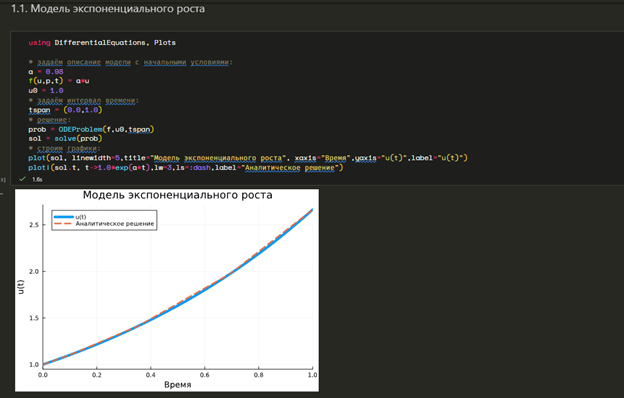 1.1. Модель экспоненциального роста
using DifferentialEquations, Plots
# задаём описание модели с начальными условиями:
a = 0.98
f(u,p,t) = a*u
u0 = 1.0
# задаём интервал времени:
tspan = (0.0,1.0)
# решение:
prob = ODEProblem(f,u0,tspan)
sol = solve(prob)
# строим графики:
plot(sol, linewidth=5,title="Модель экспоненциального роста", xaxis="Время",yaxis="u(t)",label="u(t)")
plot!(sol.t, t->1.0*exp(a*t),lw=3,ls=:dash,label="Аналитическое решение")
1.6s
Модель экспоненциального роста
u(t)
Аналитическое решение
2.5
2.0
1.5
1.0
u(t)
0.0 0.2 0.4 0.6 0.8 1.0
Время